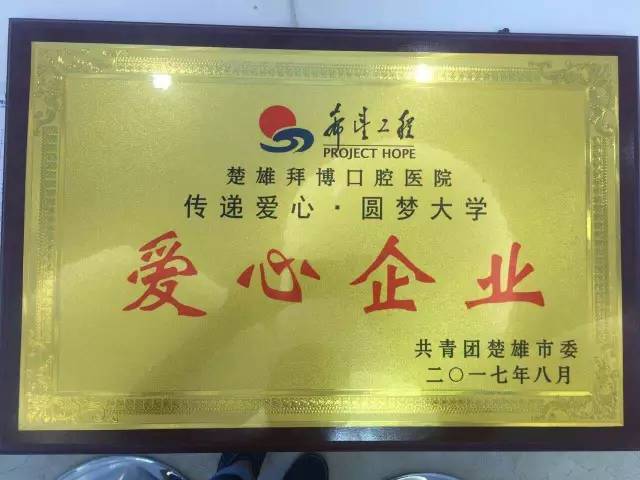 希望工程
PROJECT HOPE
楚雄拜博口腔医院
传递爱心·圆梦大学
爱心企业
共青团楚雄市委
二〇一七年八月